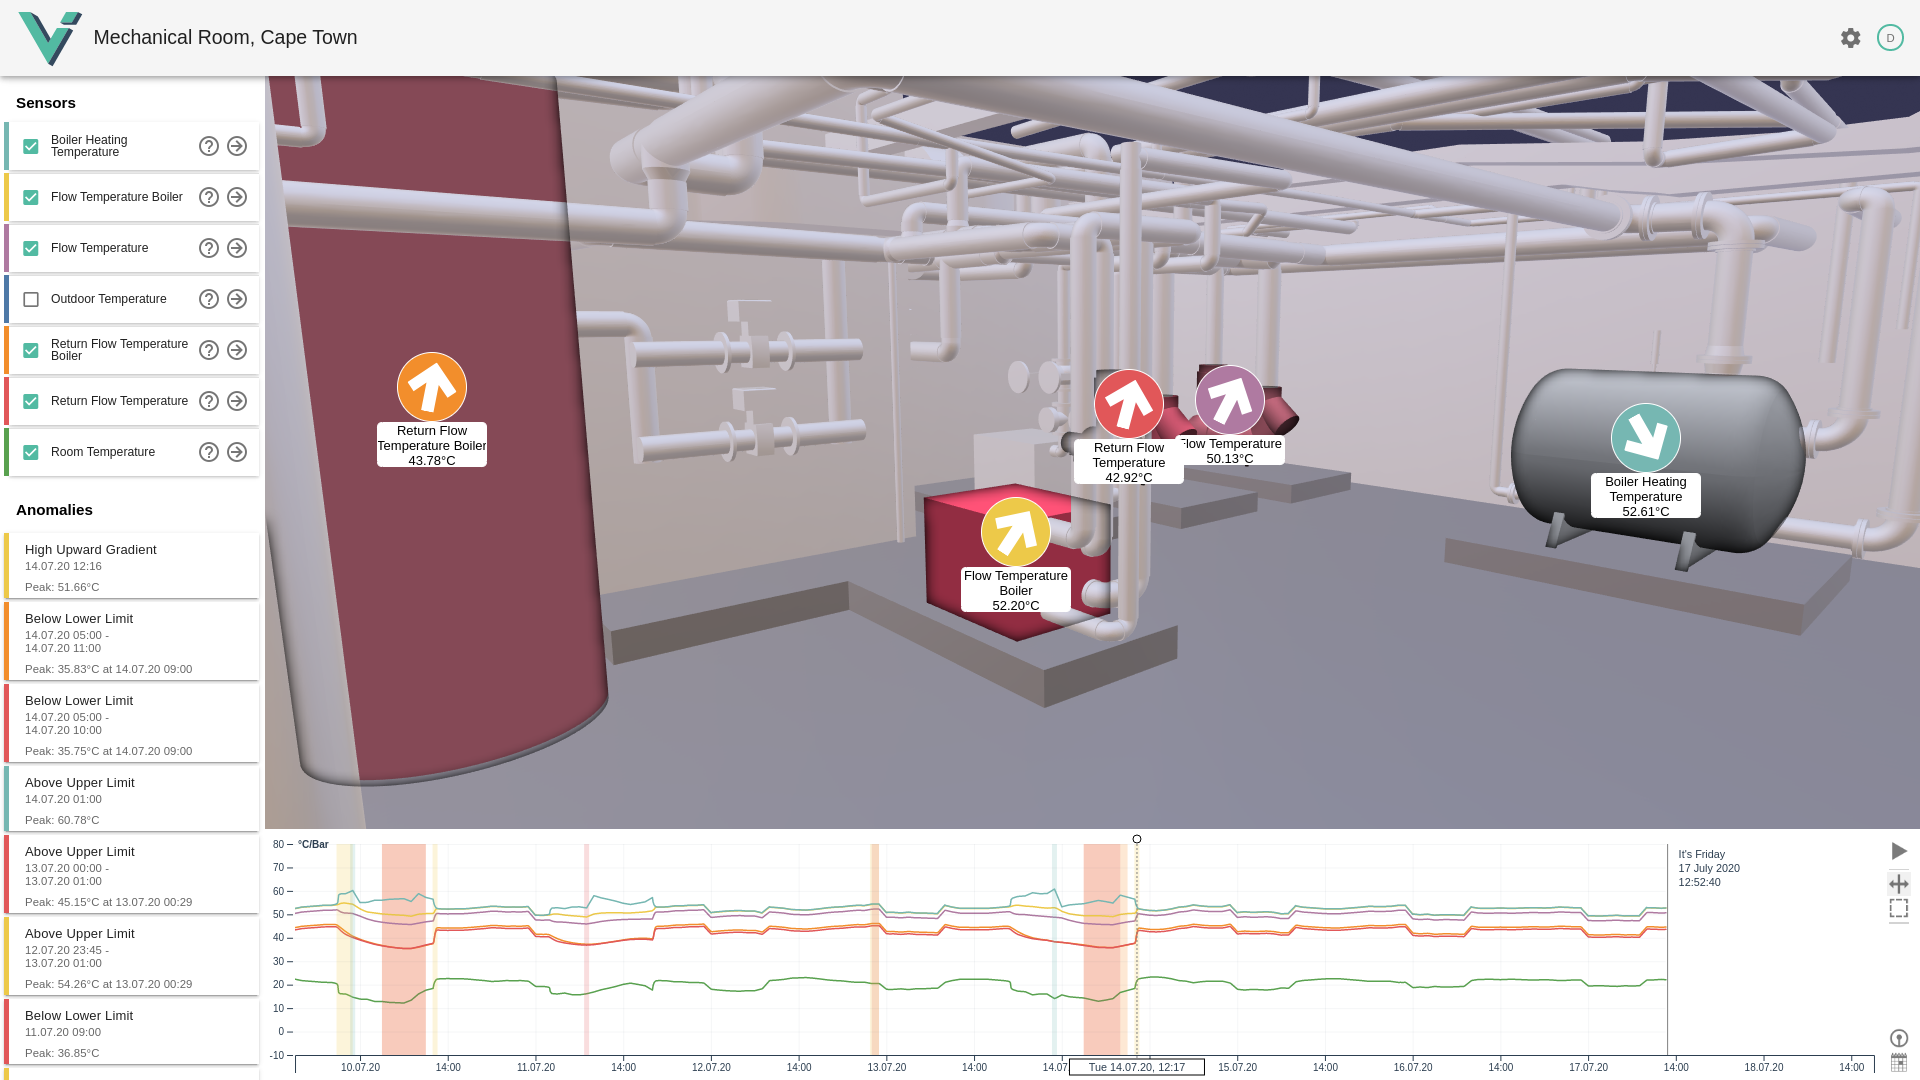 Mechanical Room, Cape Town
D
Sensors
Boiler Heating
Temperature
Flow Temperature Boiler
Flow Temperature
Outdoor Temperature
Return Flow Temperature
Boiler
Return Flow Temperature
Room Temperature
Anomalies
High Upward Gradient
14.07.20 12:16
Peak: 51.66°C
Below Lower Limit
14.07.20 05:00 -
14.07.20 11:00
Peak: 35.83°C at 14.07.20 09:00
Below Lower Limit
14.07.20 05:00 -
14.07.20 10:00
Peak: 35.75°C at 14.07.20 09:00
Above Upper Limit
14.07.20 01:00
Peak: 60.78°C
Above Upper Limit
13.07.20 00:00 -
13.07.20 01:00
Peak: 45.15°C at 13.07.20 00:29
Above Upper Limit
12.07.20 23:45 -
13.07.20 01:00
Peak: 54.26°C at 13.07.20 00:29
Below Lower Limit
11.07.20 09:00
Peak: 36.85°C
Return Flow
Temperature Boiler
43.78°C
Return Flow
Temperature
42.92°C
Flow Temperature
50.13°C
Boiler Heating
Temperature
52.61°C
Flow Temperature
Boiler
52.20°C
°C/Bar
80
70
60
50
40
30
20
10
0
-10
10.07.20
14:00
11.07.20
14:00
12.07.20
14:00
13.07.20
14:00
14.07
Tue 14.07.20, 12:17
15.07.20
14:00
16.07.20
14:00
17.07.20
14:00
18.07.20
14:00
It's Friday
17 July 2020
12:52:40